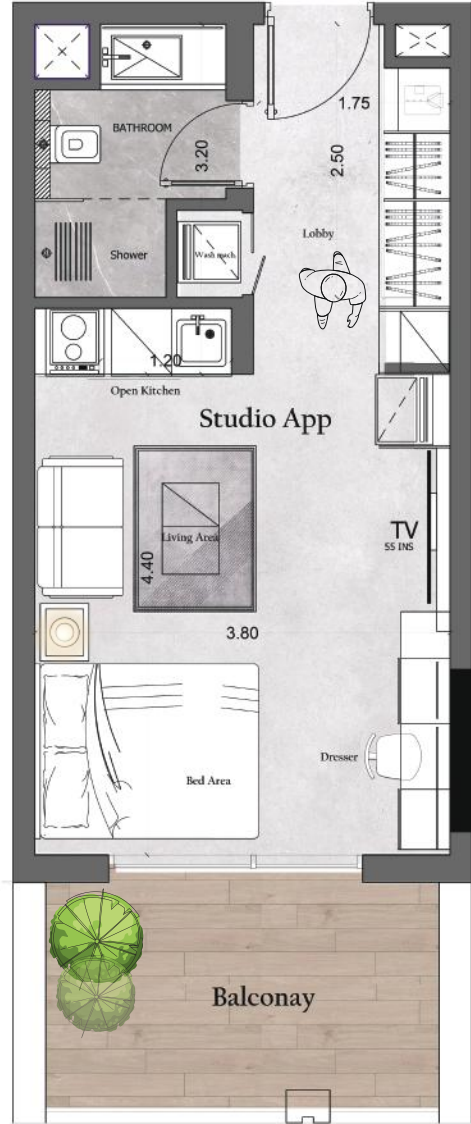 1.75
BATHROOM
3.20
2.50
Lobby
Shower
Wash mach.
1.20
Open Kitchen
Studio App
TV
55 INS
Living Area
4.40
3.80
Dresser
Bed Area
Balconay